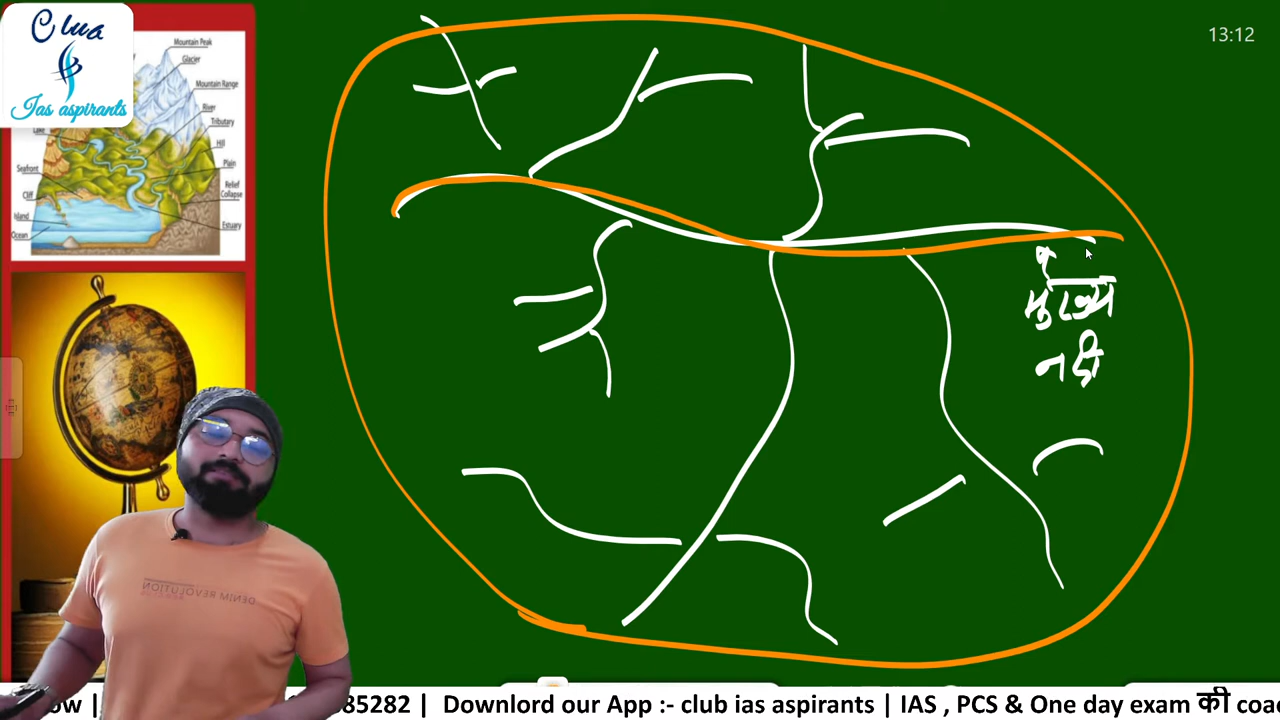 Clua
Ias aspirants
Mountain Peak
Glacier
Mountain Range
River
Tributary
Hill
Plain
Relief
Collapse
Estuary
Lake
Seafront
Cliff
Island
Ocean
13:12
मुख्य
नदी
85282 | Downlord our App :- club ias aspirants | IAS , PCS & One day exam की